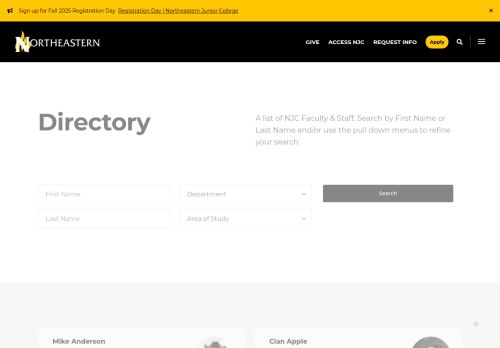 Sign up for Fall 2025 Registration Day Registration Day | Northeastern Junior College ×
NORTHEASTERN GIVE ACCESS NJC REQUEST INFO Apply
Directory
A list of NJC Faculty & Staff. Search by First Name or
Last Name and/or use the pull down menus to refine
your search.
First Name Department Search
Last Name Area of Study
Mike Anderson Cian Apple